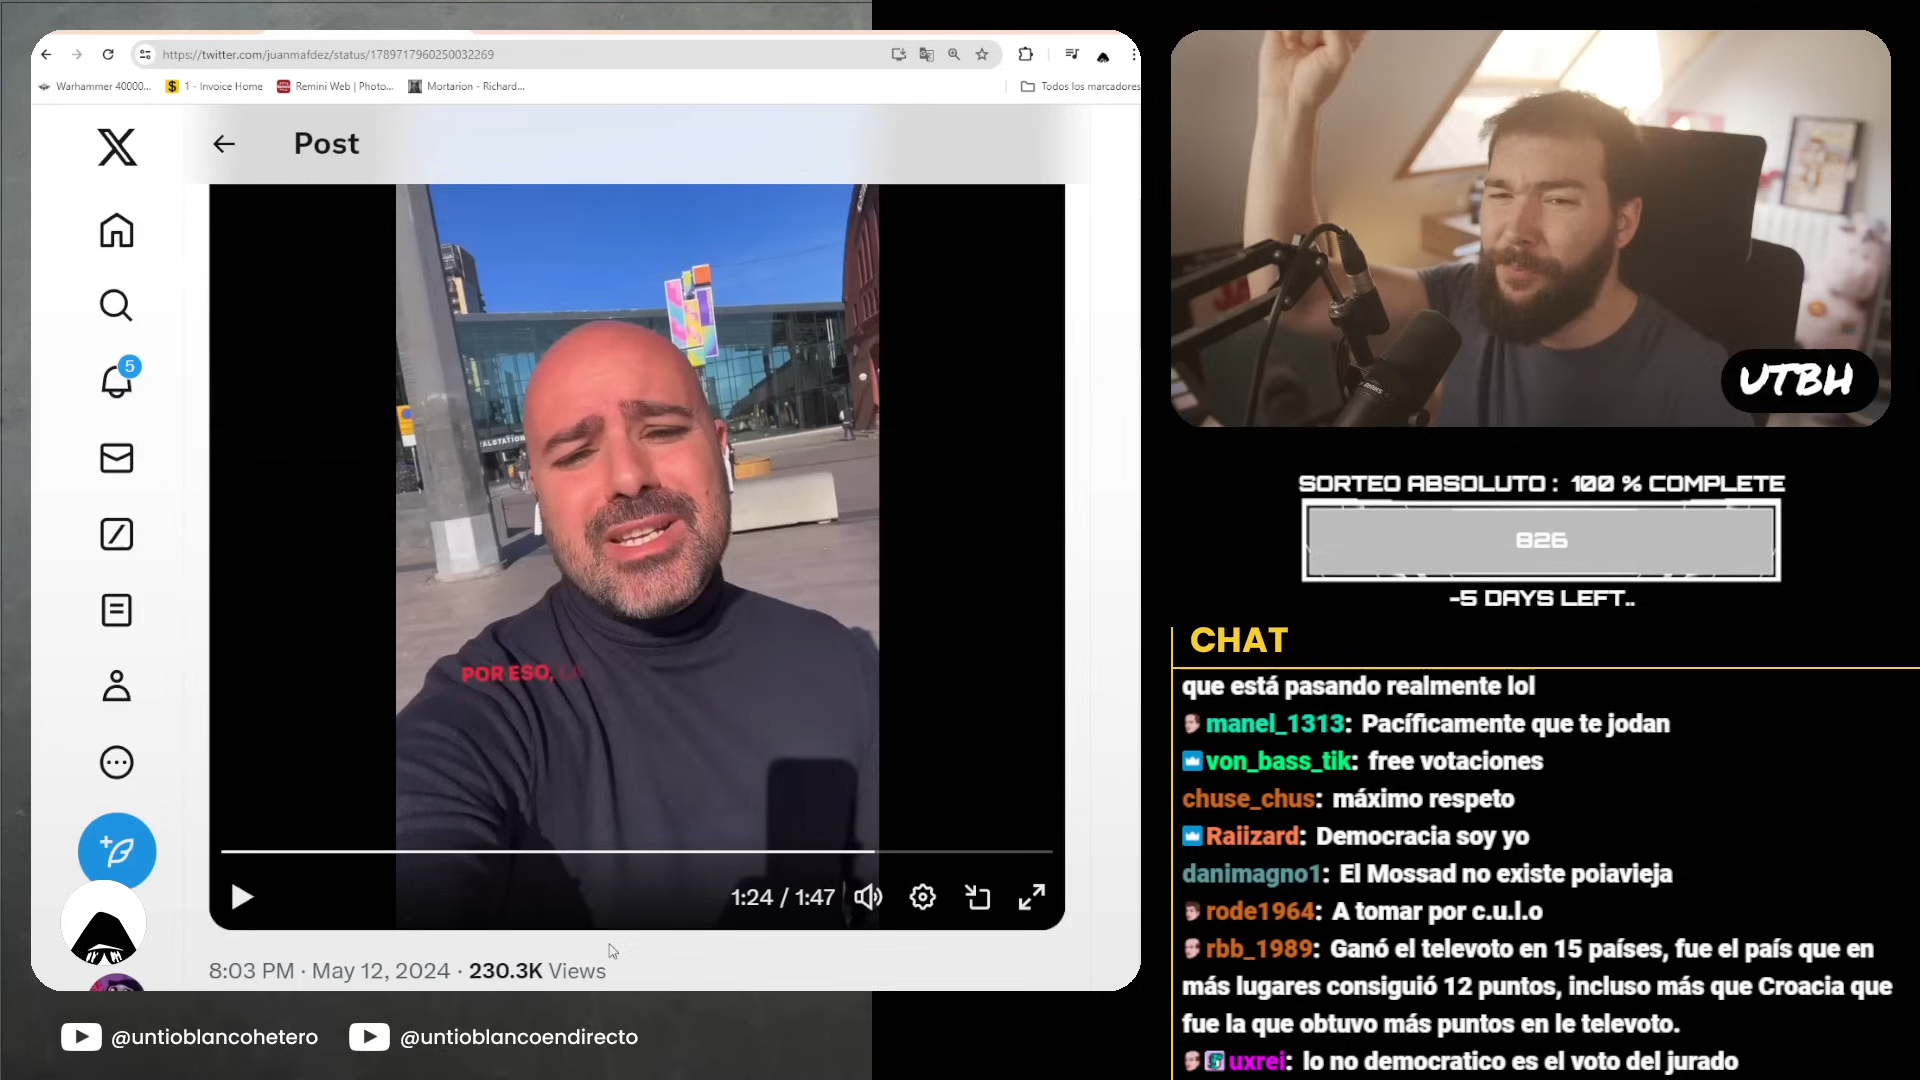 https://twitter.com/juanmafdez/status/1789717960250032269
Warhammer 40000...
1 - Invoice Home
Remini Web | Photo...
Mortarion - Richard...
Todos los marcadores
Post
5
POR ESO,
1:24 / 1:47
8:03 PM · May 12, 2024 · 230.3K Views
@untioblancohetero
@untioblancoendirecto
UTBH
SORTEO ABSOLUTO : 100 % COMPLETE
826
-5 DAYS LEFT..
CHAT
que está pasando realmente lol
manel_1313: Pacíficamente que te jodan
von_bass_tik: free votaciones
chuse_chus: máximo respeto
Raiizard: Democracia soy yo
danimagno1: El Mossad no existe poiavieja
rode1964: A tomar por c.u.l.o
rbb_1989: Ganó el televoto en 15 países, fue el país que en
más lugares consiguió 12 puntos, incluso más que Croacia que
fue la que obtuvo más puntos en le televoto.
uxrei: lo no democratico es el voto del jurado